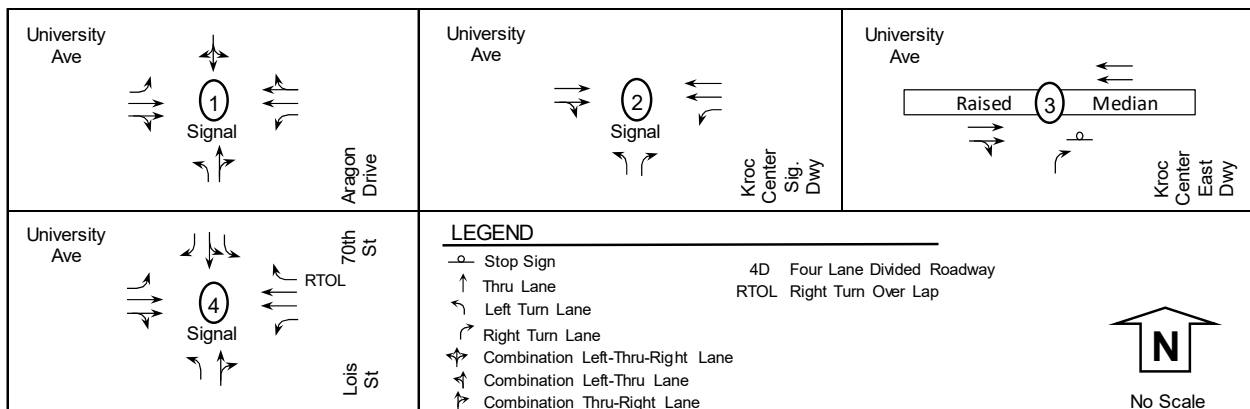 University
Ave
1
Signal
Aragon
Drive
University
Ave
2
Signal
Kroc
Center
Sig.
Dwy
University
Ave
Raised 3 Median
Kroc
Center
East
Dwy
University
Ave
70th
St
RTOL
4
Signal
Lois
St
LEGEND
Stop Sign
Thru Lane
Left Turn Lane
Right Turn Lane
Combination Left-Thru-Right Lane
Combination Left-Thru Lane
Combination Thru-Right Lane
4D Four Lane Divided Roadway
RTOL Right Turn Over Lap
N
No Scale